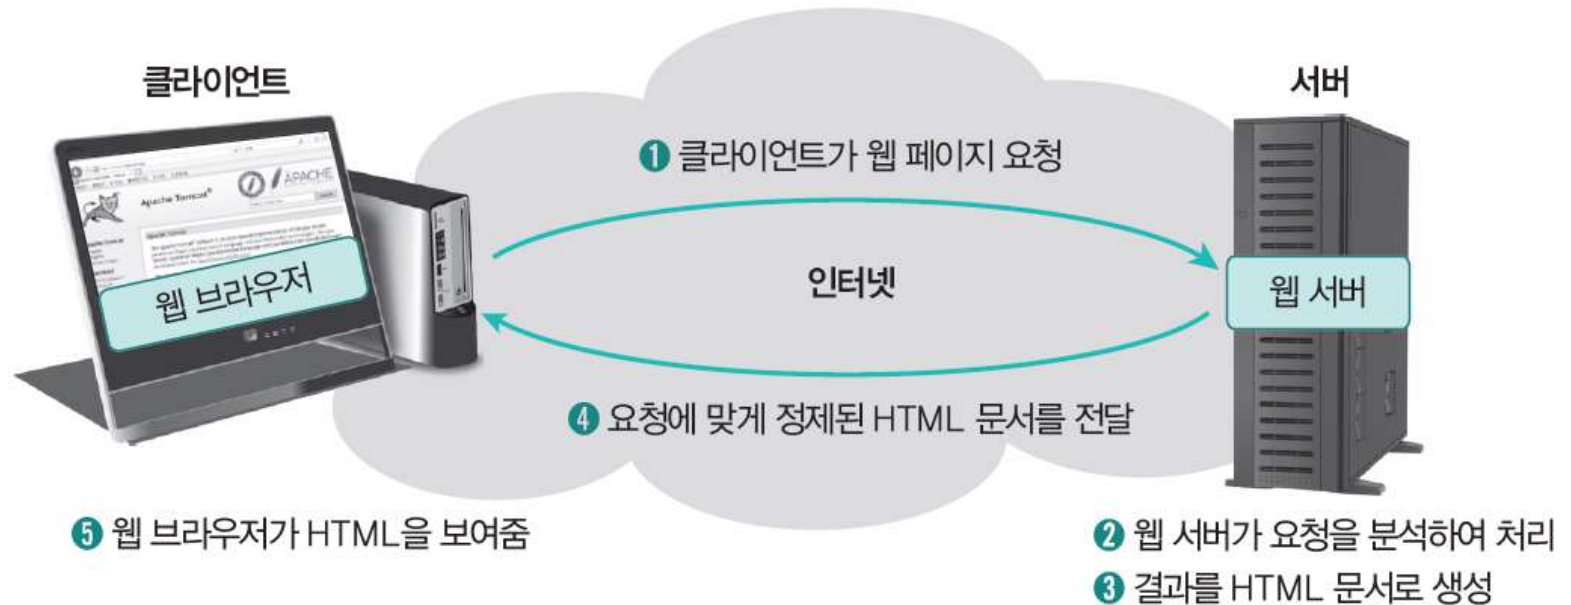 클라이언트
서버
❶ 클라이언트가 웹 페이지 요청
Apache Tomcat®
APACHE
웹 브라우저
인터넷
웹 서버
❹ 요청에 맞게 정제된 HTML 문서를 전달
❺ 웹 브라우저가 HTML을 보여줌
❷ 웹 서버가 요청을 분석하여 처리
❸ 결과를 HTML 문서로 생성